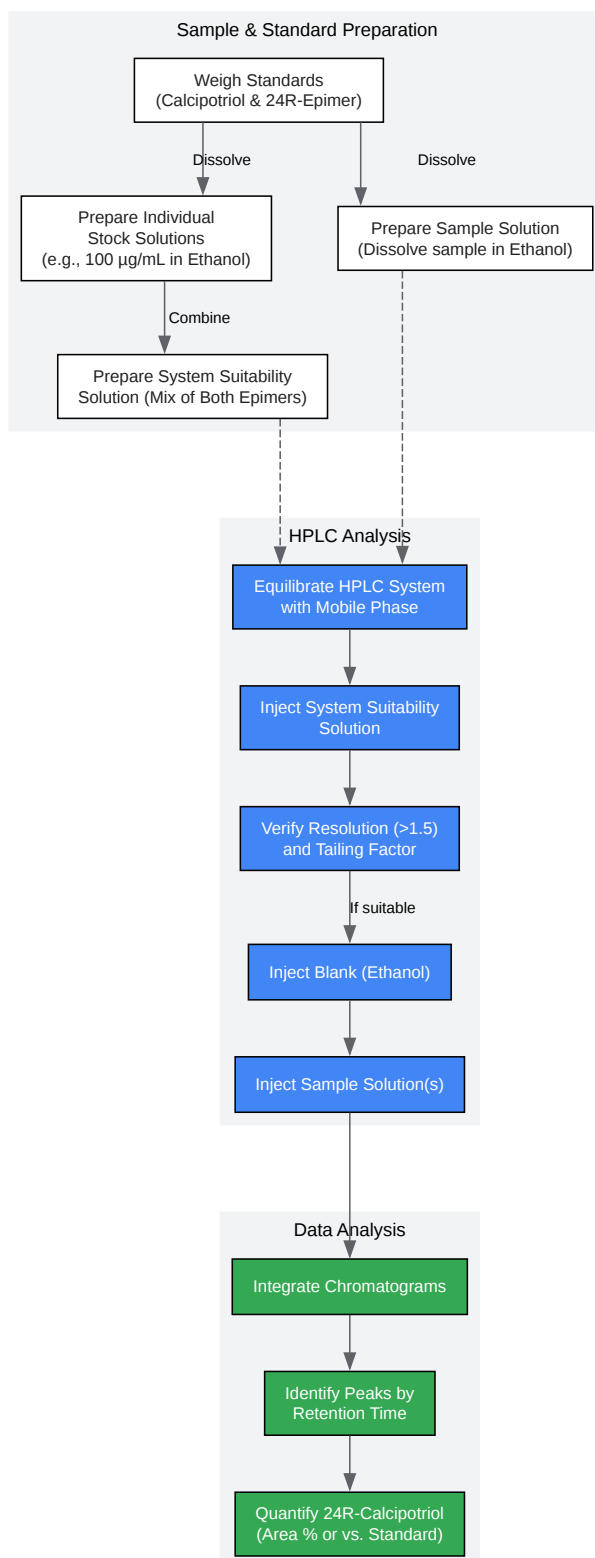 Sample & Standard Preparation
Weigh Standards
(Calcipotriol & 24R-Epimer)
Dissolve
Dissolve
Prepare Individual
Stock Solutions
(e.g., 100 µg/mL in Ethanol)
Prepare Sample Solution
(Dissolve sample in Ethanol)
Combine
Prepare System Suitability
Solution (Mix of Both Epimers)
HPLC Analysis
Equilibrate HPLC System
with Mobile Phase
Inject System Suitability
Solution
Verify Resolution (>1.5)
and Tailing Factor
If suitable
Inject Blank (Ethanol)
Inject Sample Solution(s)
Data Analysis
Integrate Chromatograms
Identify Peaks by
Retention Time
Quantify 24R-Calcipotriol
(Area % or vs. Standard)